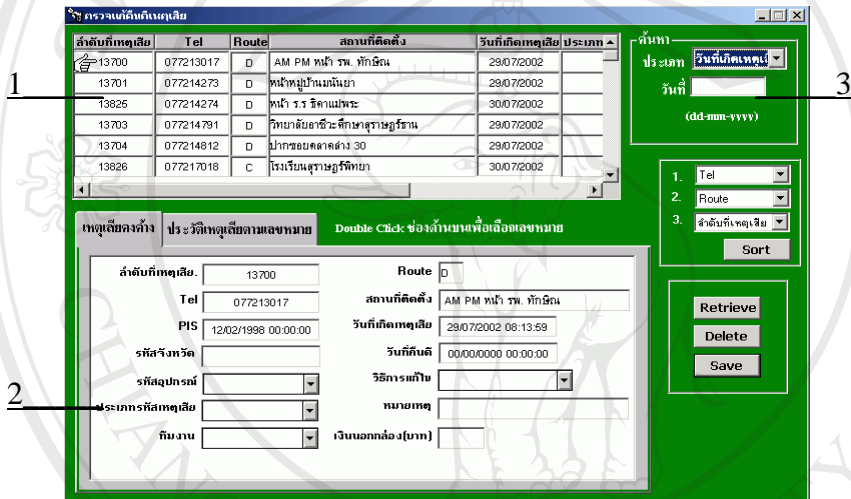 ตรวจแก้คืนดีเหตุเสีย
ลำดับที่เหตุเสีย Tel Route สถานที่ติดตั้ง วันที่เกิดเหตุเสีย ประเภท
13700 077213017 D AM PM หน้า รพ. ทักษิณ 29/07/2002
13701 077214273 D หน้าหมู่บ้านมนันยา 29/07/2002
13825 077214274 D หน้า ร.ร ธิดาแม่พระ 30/07/2002
13703 077214791 D วิทยาลัยอาชีวะศึกษาสุราษฎร์ธาน 29/07/2002
13704 077214812 D ปากซอยตลาดล่าง 30 29/07/2002
13826 077217018 C โรงเรียนสุราษฎร์พิทยา 30/07/2002
ค้นหา
ประเภท วันที่เกิดเหตุเ
วันที่
(dd-mm-yyyy)
1
3
1. Tel
2. Route
3. ลำดับที่เหตุเสีย
Sort
เหตุเสียคงค้าง ประวัติเหตุเสียตามเลขหมาย Double Click ช่องด้านบนเพื่อเลือกเลขหมาย
ลำดับที่เหตุเสีย. 13700 Route D
Tel 077213017 สถานที่ติดตั้ง AM PM หน้า รพ. ทักษิณ
PIS 12/02/1998 00:00:00 วันที่เกิดเหตุเสีย 29/07/2002 08:13:59
รหัสจังหวัด วันที่คืนดี 00/00/0000 00:00:00
รหัสอุปกรณ์ วิธีการแก้ไข
ประเภทรหัสเหตุเสีย หมายเหตุ
ทีมงาน เงินนอกกล่อง(บาท)
2
Retrieve
Delete
Save
CHIAN